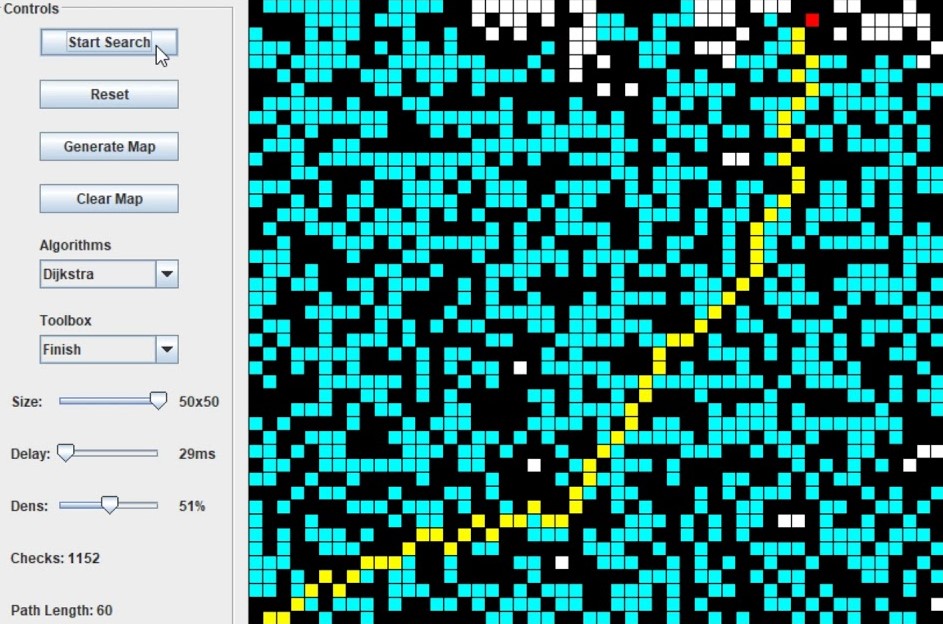 Controls
Start Search
Reset
Generate Map
Clear Map
Algorithms
Dijkstra
Toolbox
Finish
Size: 50x50
Delay: 29ms
Dens: 51%
Checks: 1152
Path Length: 60